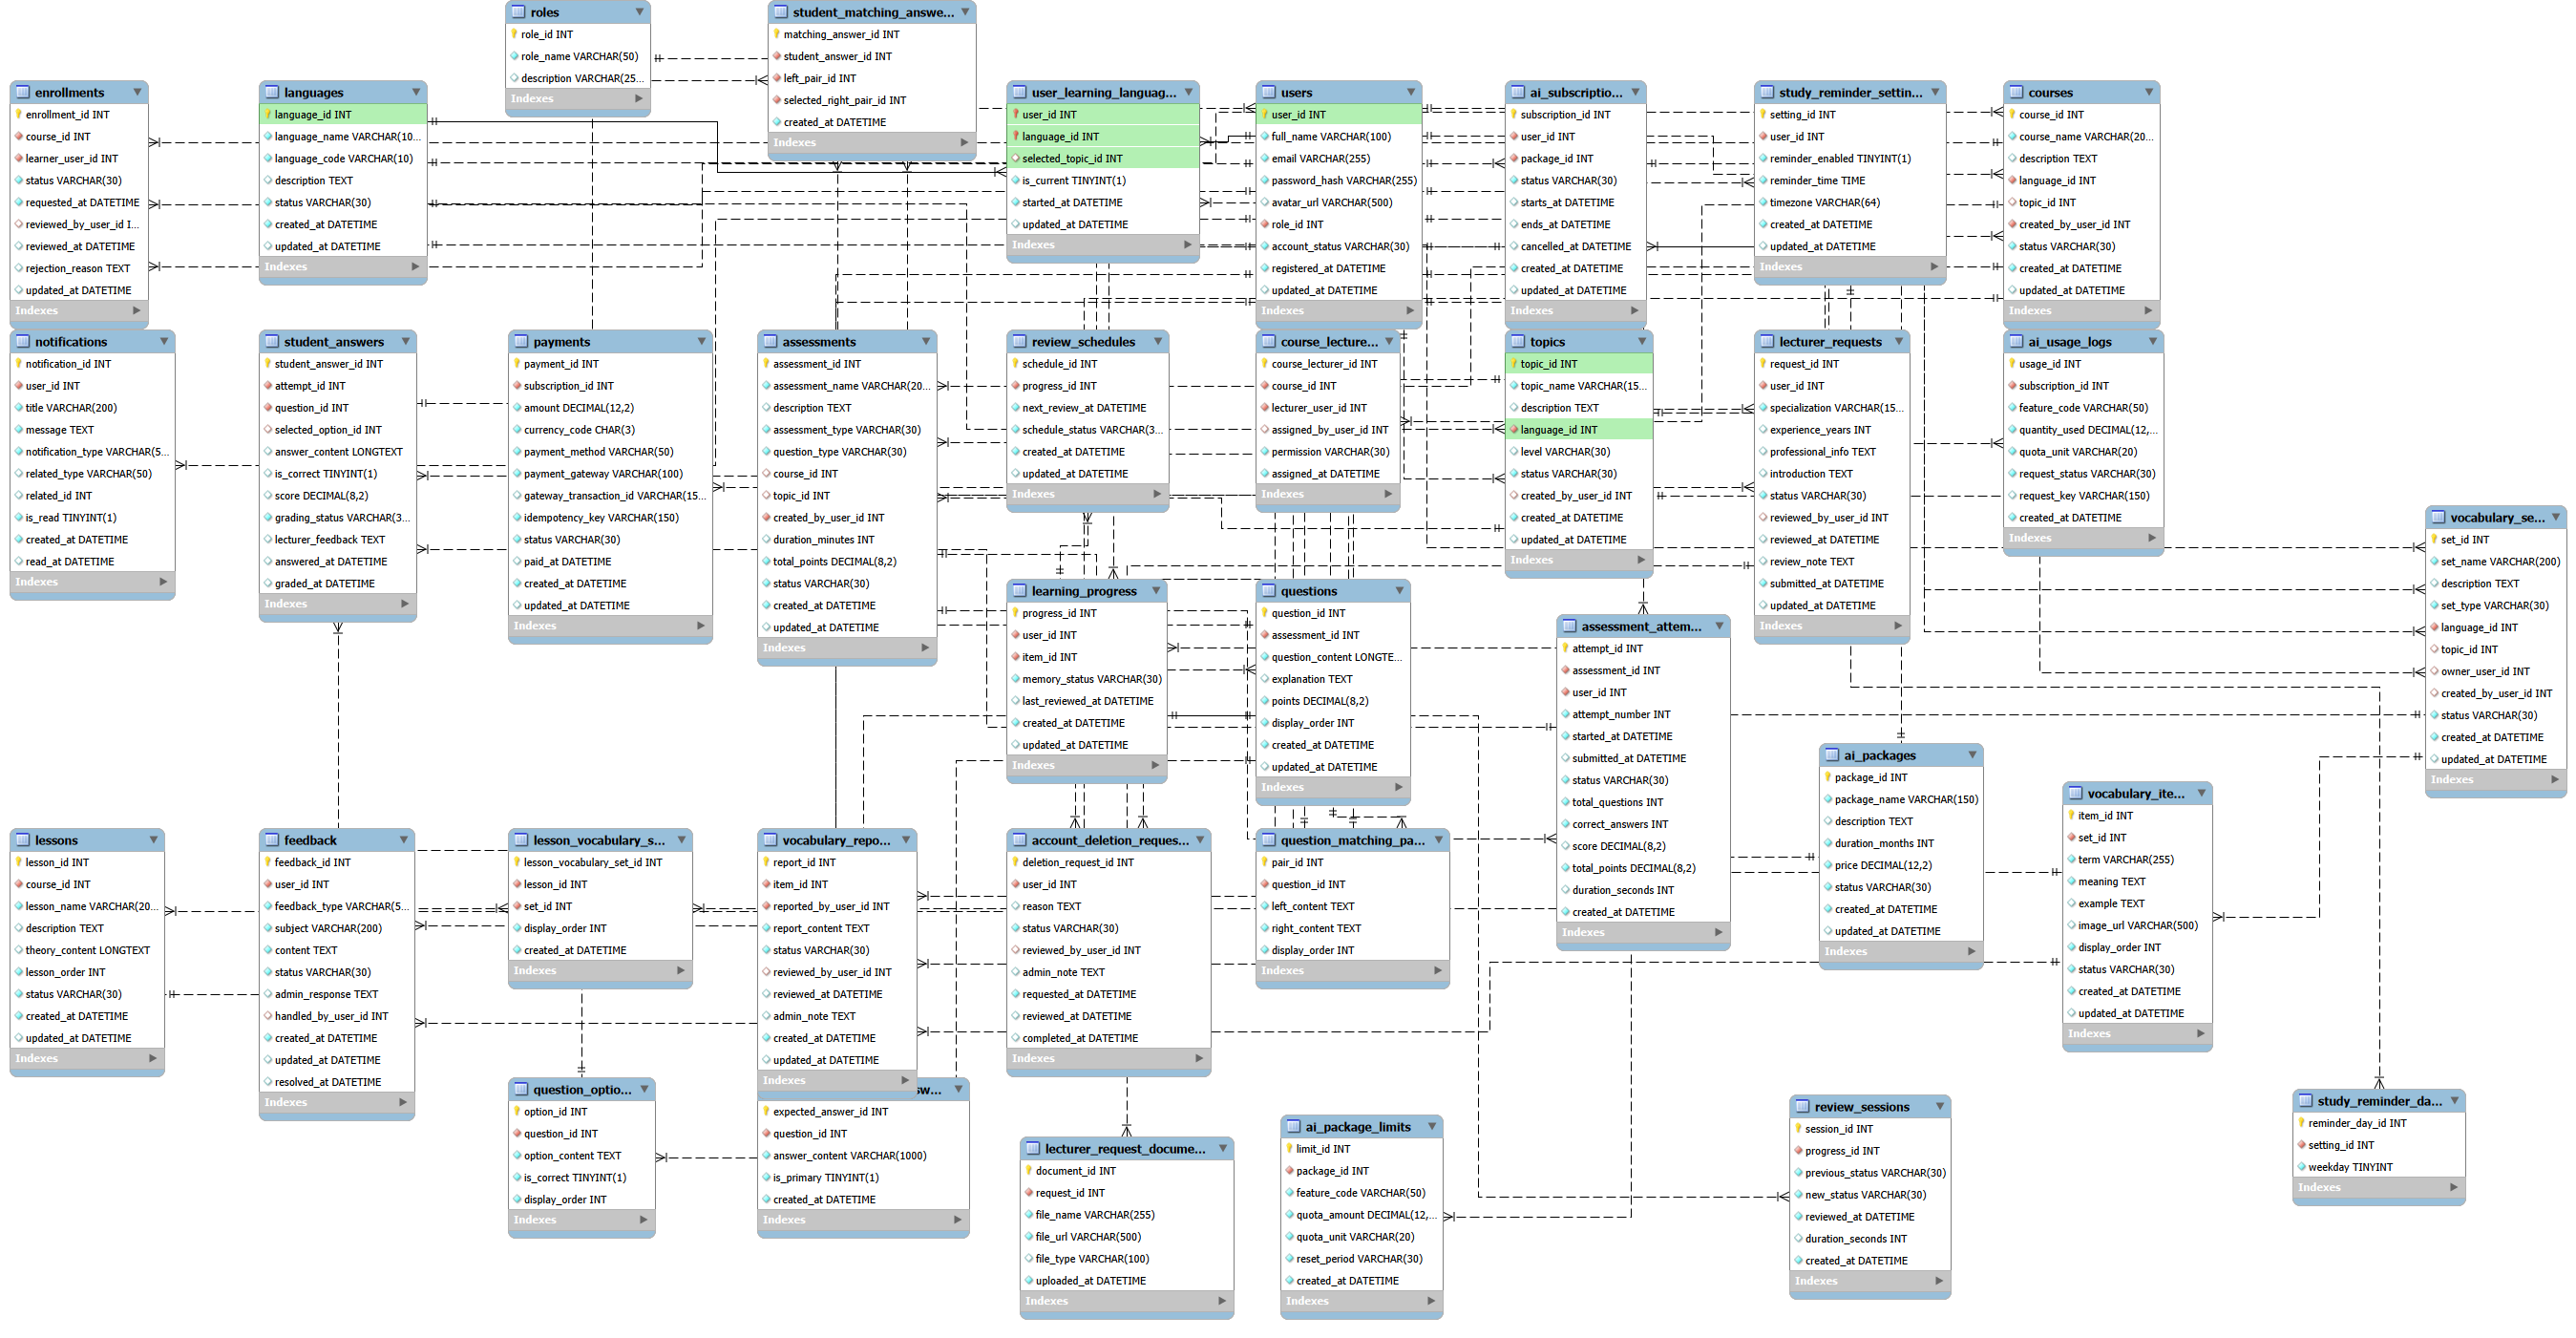 roles
role_id INT
role_name VARCHAR(50)
description VARCHAR(25...
Indexes
student_matching_answe...
matching_answer_id INT
student_answer_id INT
left_pair_id INT
selected_right_pair_id INT
created_at DATETIME
Indexes
enrollments
enrollment_id INT
course_id INT
learner_user_id INT
status VARCHAR(30)
requested_at DATETIME
reviewed_by_user_id I...
reviewed_at DATETIME
rejection_reason TEXT
updated_at DATETIME
Indexes
languages
language_id INT
language_name VARCHAR(10...
language_code VARCHAR(10)
description TEXT
status VARCHAR(30)
created_at DATETIME
updated_at DATETIME
Indexes
user_learning_languag...
user_id INT
language_id INT
selected_topic_id INT
is_current TINYINT(1)
started_at DATETIME
updated_at DATETIME
Indexes
users
user_id INT
full_name VARCHAR(100)
email VARCHAR(255)
password_hash VARCHAR(255)
avatar_url VARCHAR(500)
role_id INT
account_status VARCHAR(30)
registered_at DATETIME
updated_at DATETIME
Indexes
ai_subscriptio...
subscription_id INT
user_id INT
package_id INT
status VARCHAR(30)
starts_at DATETIME
ends_at DATETIME
cancelled_at DATETIME
created_at DATETIME
updated_at DATETIME
Indexes
study_reminder_settin...
setting_id INT
user_id INT
reminder_enabled TINYINT(1)
reminder_time TIME
timezone VARCHAR(64)
created_at DATETIME
updated_at DATETIME
Indexes
courses
course_id INT
course_name VARCHAR(20...
description TEXT
language_id INT
topic_id INT
created_by_user_id INT
status VARCHAR(30)
created_at DATETIME
updated_at DATETIME
Indexes
notifications
notification_id INT
user_id INT
title VARCHAR(200)
message TEXT
notification_type VARCHAR(5...
related_type VARCHAR(50)
related_id INT
is_read TINYINT(1)
created_at DATETIME
read_at DATETIME
Indexes
student_answers
student_answer_id INT
attempt_id INT
question_id INT
selected_option_id INT
answer_content LONGTEXT
is_correct TINYINT(1)
score DECIMAL(8,2)
grading_status VARCHAR(3...
lecturer_feedback TEXT
answered_at DATETIME
graded_at DATETIME
Indexes
payments
payment_id INT
subscription_id INT
amount DECIMAL(12,2)
currency_code CHAR(3)
payment_method VARCHAR(50)
payment_gateway VARCHAR(100)
gateway_transaction_id VARCHAR(15...
idempotency_key VARCHAR(150)
status VARCHAR(30)
paid_at DATETIME
created_at DATETIME
updated_at DATETIME
Indexes
assessments
assessment_id INT
assessment_name VARCHAR(20...
description TEXT
assessment_type VARCHAR(30)
question_type VARCHAR(30)
course_id INT
topic_id INT
created_by_user_id INT
duration_minutes INT
total_points DECIMAL(8,2)
status VARCHAR(30)
created_at DATETIME
updated_at DATETIME
Indexes
review_schedules
schedule_id INT
progress_id INT
next_review_at DATETIME
schedule_status VARCHAR(3...
created_at DATETIME
updated_at DATETIME
Indexes
course_lecture...
course_lecturer_id INT
course_id INT
lecturer_user_id INT
assigned_by_user_id INT
permission VARCHAR(30)
assigned_at DATETIME
Indexes
topics
topic_id INT
topic_name VARCHAR(15...
description TEXT
language_id INT
level VARCHAR(30)
status VARCHAR(30)
created_by_user_id INT
created_at DATETIME
updated_at DATETIME
Indexes
lecturer_requests
request_id INT
user_id INT
specialization VARCHAR(15...
experience_years INT
professional_info TEXT
introduction TEXT
status VARCHAR(30)
reviewed_by_user_id INT
reviewed_at DATETIME
review_note TEXT
submitted_at DATETIME
updated_at DATETIME
Indexes
ai_usage_logs
usage_id INT
subscription_id INT
feature_code VARCHAR(50)
quantity_used DECIMAL(12,...
quota_unit VARCHAR(20)
request_status VARCHAR(30)
request_key VARCHAR(150)
created_at DATETIME
Indexes
vocabulary_se...
set_id INT
set_name VARCHAR(200)
description TEXT
set_type VARCHAR(30)
language_id INT
topic_id INT
owner_user_id INT
created_by_user_id INT
status VARCHAR(30)
created_at DATETIME
updated_at DATETIME
Indexes
learning_progress
progress_id INT
user_id INT
item_id INT
memory_status VARCHAR(30)
last_reviewed_at DATETIME
created_at DATETIME
updated_at DATETIME
Indexes
questions
question_id INT
assessment_id INT
question_content LONGTE...
explanation TEXT
points DECIMAL(8,2)
display_order INT
created_at DATETIME
updated_at DATETIME
Indexes
assessment_attem...
attempt_id INT
assessment_id INT
user_id INT
attempt_number INT
started_at DATETIME
submitted_at DATETIME
status VARCHAR(30)
total_questions INT
correct_answers INT
score DECIMAL(8,2)
total_points DECIMAL(8,2)
duration_seconds INT
created_at DATETIME
Indexes
ai_packages
package_id INT
package_name VARCHAR(150)
description TEXT
duration_months INT
price DECIMAL(12,2)
status VARCHAR(30)
created_at DATETIME
updated_at DATETIME
Indexes
vocabulary_ite...
item_id INT
set_id INT
term VARCHAR(255)
meaning TEXT
example TEXT
image_url VARCHAR(500)
display_order INT
status VARCHAR(30)
created_at DATETIME
updated_at DATETIME
Indexes
lessons
lesson_id INT
course_id INT
lesson_name VARCHAR(20...
description TEXT
theory_content LONGTEXT
lesson_order INT
status VARCHAR(30)
created_at DATETIME
updated_at DATETIME
Indexes
feedback
feedback_id INT
user_id INT
feedback_type VARCHAR(5...
subject VARCHAR(200)
content TEXT
status VARCHAR(30)
admin_response TEXT
handled_by_user_id INT
created_at DATETIME
updated_at DATETIME
resolved_at DATETIME
Indexes
lesson_vocabulary_s...
lesson_vocabulary_set_id INT
lesson_id INT
set_id INT
display_order INT
created_at DATETIME
Indexes
vocabulary_repo...
report_id INT
item_id INT
reported_by_user_id INT
report_content TEXT
status VARCHAR(30)
reviewed_by_user_id INT
reviewed_at DATETIME
admin_note TEXT
created_at DATETIME
updated_at DATETIME
Indexes
account_deletion_reques...
deletion_request_id INT
user_id INT
reason TEXT
status VARCHAR(30)
reviewed_by_user_id INT
admin_note TEXT
requested_at DATETIME
reviewed_at DATETIME
completed_at DATETIME
Indexes
question_matching_pa...
pair_id INT
question_id INT
left_content TEXT
right_content TEXT
display_order INT
Indexes
question_optio...
option_id INT
question_id INT
option_content TEXT
is_correct TINYINT(1)
display_order INT
Indexes
sw...
expected_answer_id INT
question_id INT
answer_content VARCHAR(1000)
is_primary TINYINT(1)
created_at DATETIME
Indexes
lecturer_request_docume...
document_id INT
request_id INT
file_name VARCHAR(255)
file_url VARCHAR(500)
file_type VARCHAR(100)
uploaded_at DATETIME
Indexes
ai_package_limits
limit_id INT
package_id INT
feature_code VARCHAR(50)
quota_amount DECIMAL(12,...
quota_unit VARCHAR(20)
reset_period VARCHAR(30)
created_at DATETIME
Indexes
review_sessions
session_id INT
progress_id INT
previous_status VARCHAR(30)
new_status VARCHAR(30)
reviewed_at DATETIME
duration_seconds INT
created_at DATETIME
Indexes
study_reminder_da...
reminder_day_id INT
setting_id INT
weekday TINYINT
Indexes